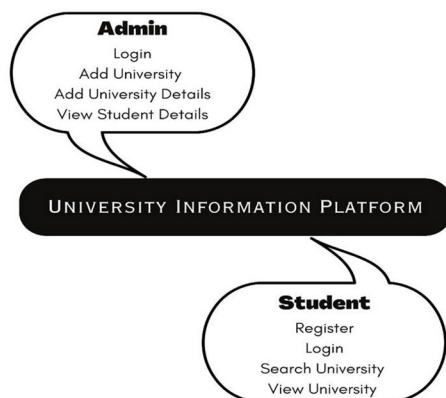 Admin
Login
Add University
Add University Details
View Student Details
University Information Platform
Student
Register
Login
Search University
View University